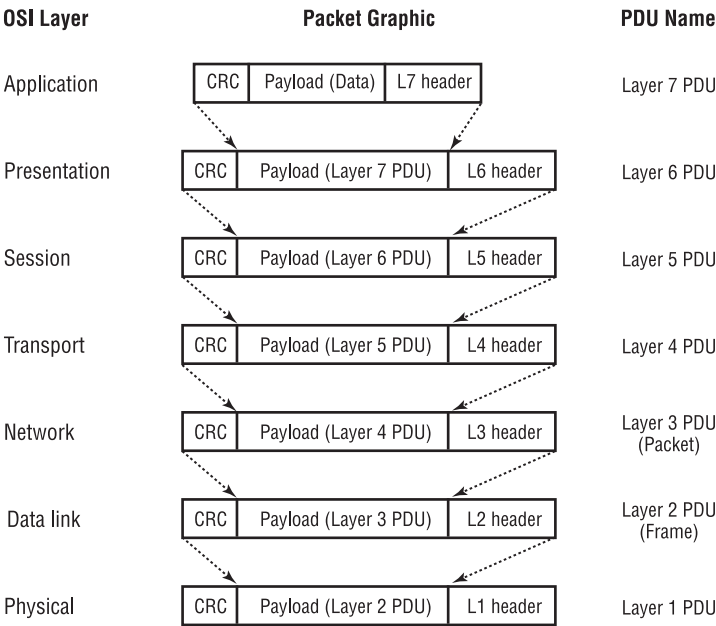 OSI Layer Packet Graphic PDU Name
Application CRC Payload (Data) L7 header Layer 7 PDU
Presentation CRC Payload (Layer 7 PDU) L6 header Layer 6 PDU
Session CRC Payload (Layer 6 PDU) L5 header Layer 5 PDU
Transport CRC Payload (Layer 5 PDU) L4 header Layer 4 PDU
Network CRC Payload (Layer 4 PDU) L3 header Layer 3 PDU
(Packet)
Data link CRC Payload (Layer 3 PDU) L2 header Layer 2 PDU
(Frame)
Physical CRC Payload (Layer 2 PDU) L1 header Layer 1 PDU